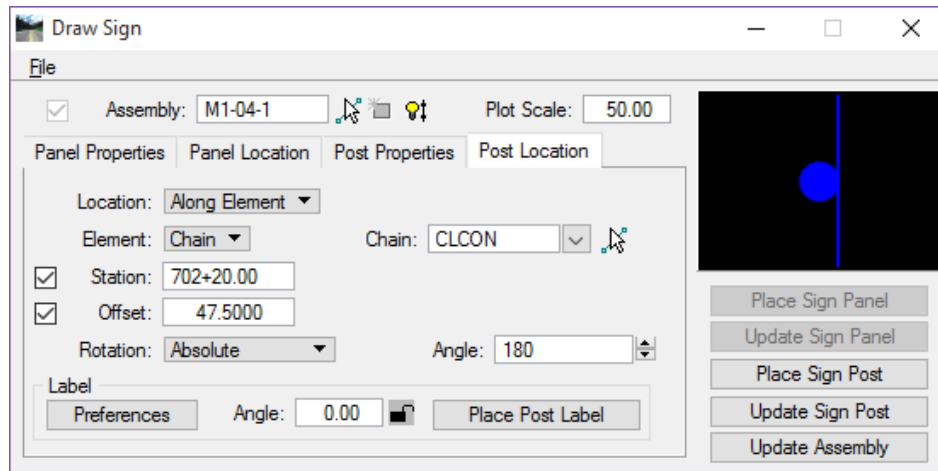 Draw Sign
File
Assembly: M1-04-1 Plot Scale: 50.00
Panel Properties Panel Location Post Properties Post Location
Location: Along Element
Element: Chain Chain: CLCON
Station: 702+20.00
Offset: 47.5000
Rotation: Absolute Angle: 180
Label
Preferences Angle: 0.00 Place Post Label
Place Sign Panel
Update Sign Panel
Place Sign Post
Update Sign Post
Update Assembly